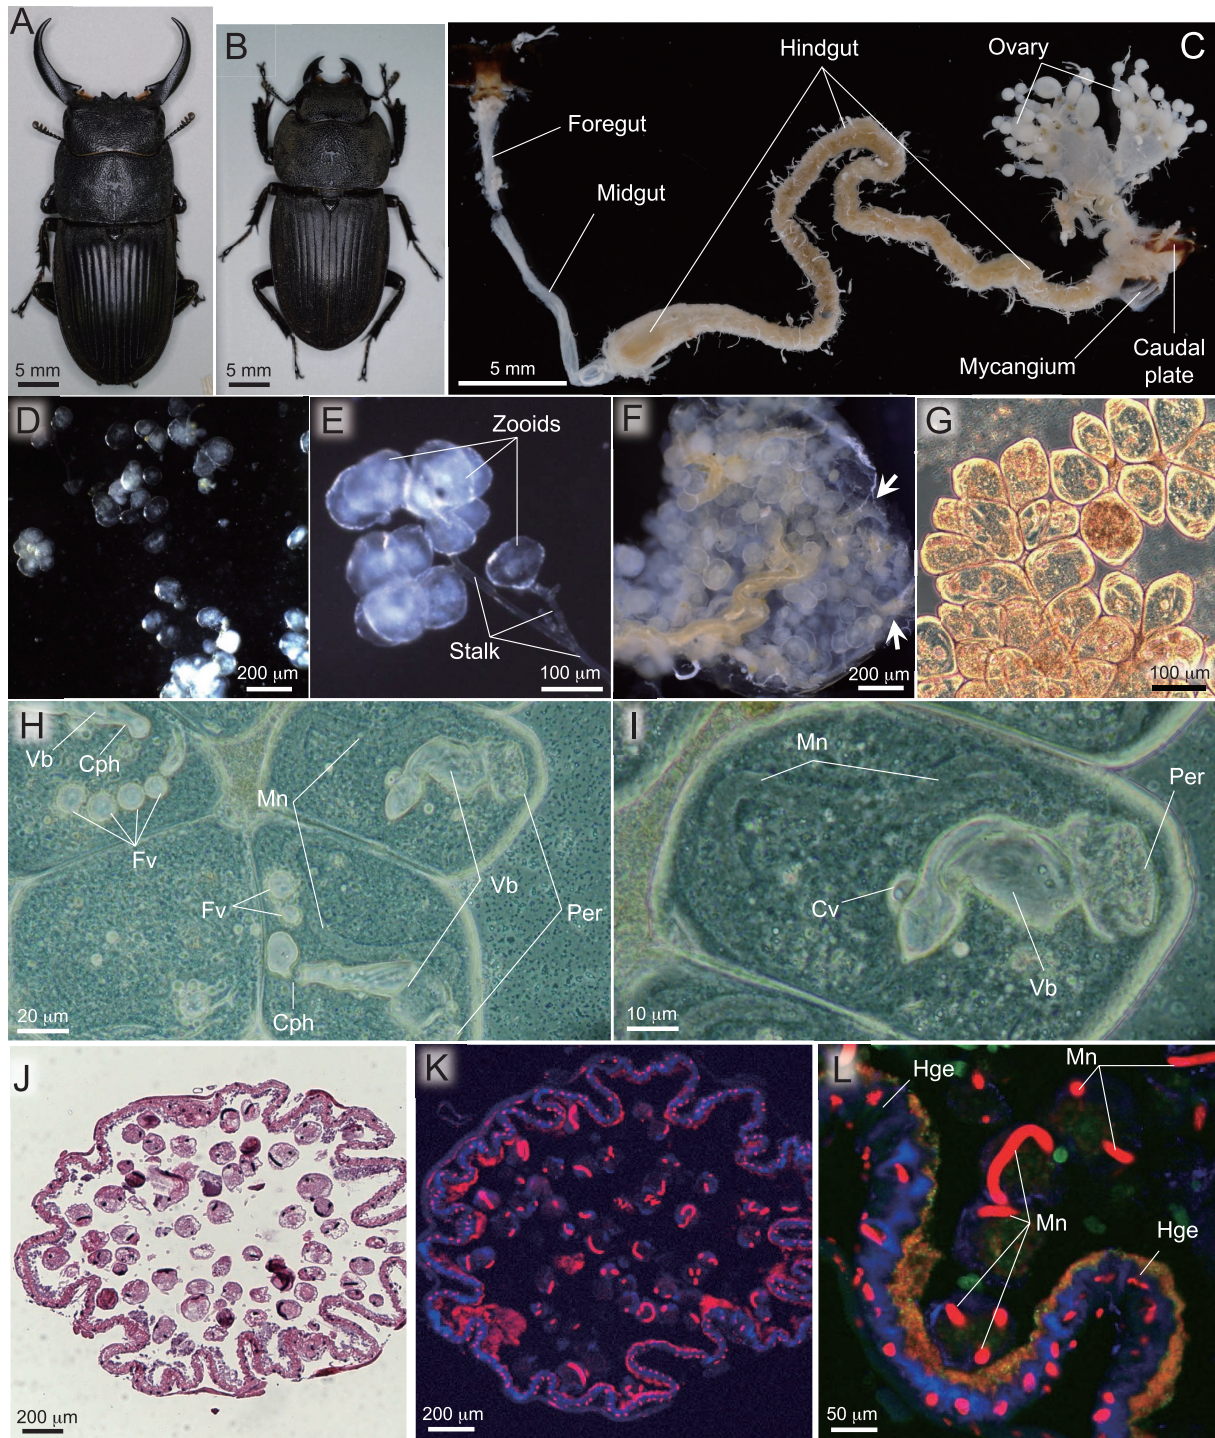 A
5 mm
B
5 mm
C
Hindgut
Ovary
Foregut
Midgut
Mycangium
Caudal
plate
5 mm
D
200 μm
E
Zooids
Stalk
100 μm
F
200 μm
G
100 μm
H
Vb
Cph
Mn
Fv
Fv
Vb
Per
Cph
20 μm
I
Mn
Per
Cv
Vb
10 μm
J
200 μm
K
200 μm
L
Hge
Mn
Mn
Hge
50 μm